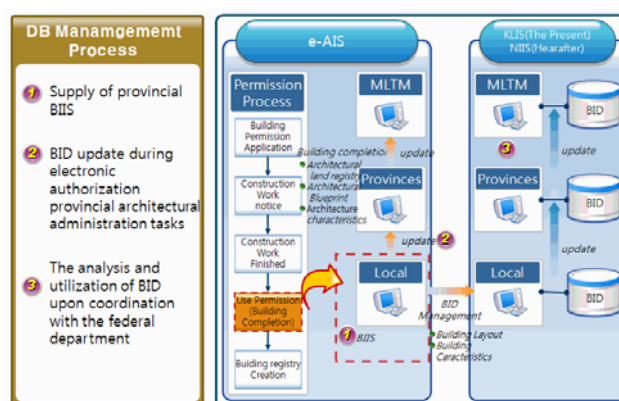 DB Manamgememt
Process
1 Supply of provincial
BIIS
2 BID update during
electronic
authorization
provincial architectural
administration tasks
3 The analysis and
utilization of BID
upon coordination
with the federal
department
e-AIS
Permission
Process
Building
Permission
Application
Construction
Work
notice
Construction
Work
Finished
Use Permission
(Building
Completion)
Building registry
Creation
MLTM
update
Building completion
Architectural
land registry
Architectural
Blueprint
Architecture
characteristics
Provinces
update 2
Local
1 BIIS
BID
Management
Building Layout
Building
Caracteristics
KLIS(The Present)
NIIS(Hearafter)
MLTM
BID
3
update
Provinces
BID
update
Local
BID